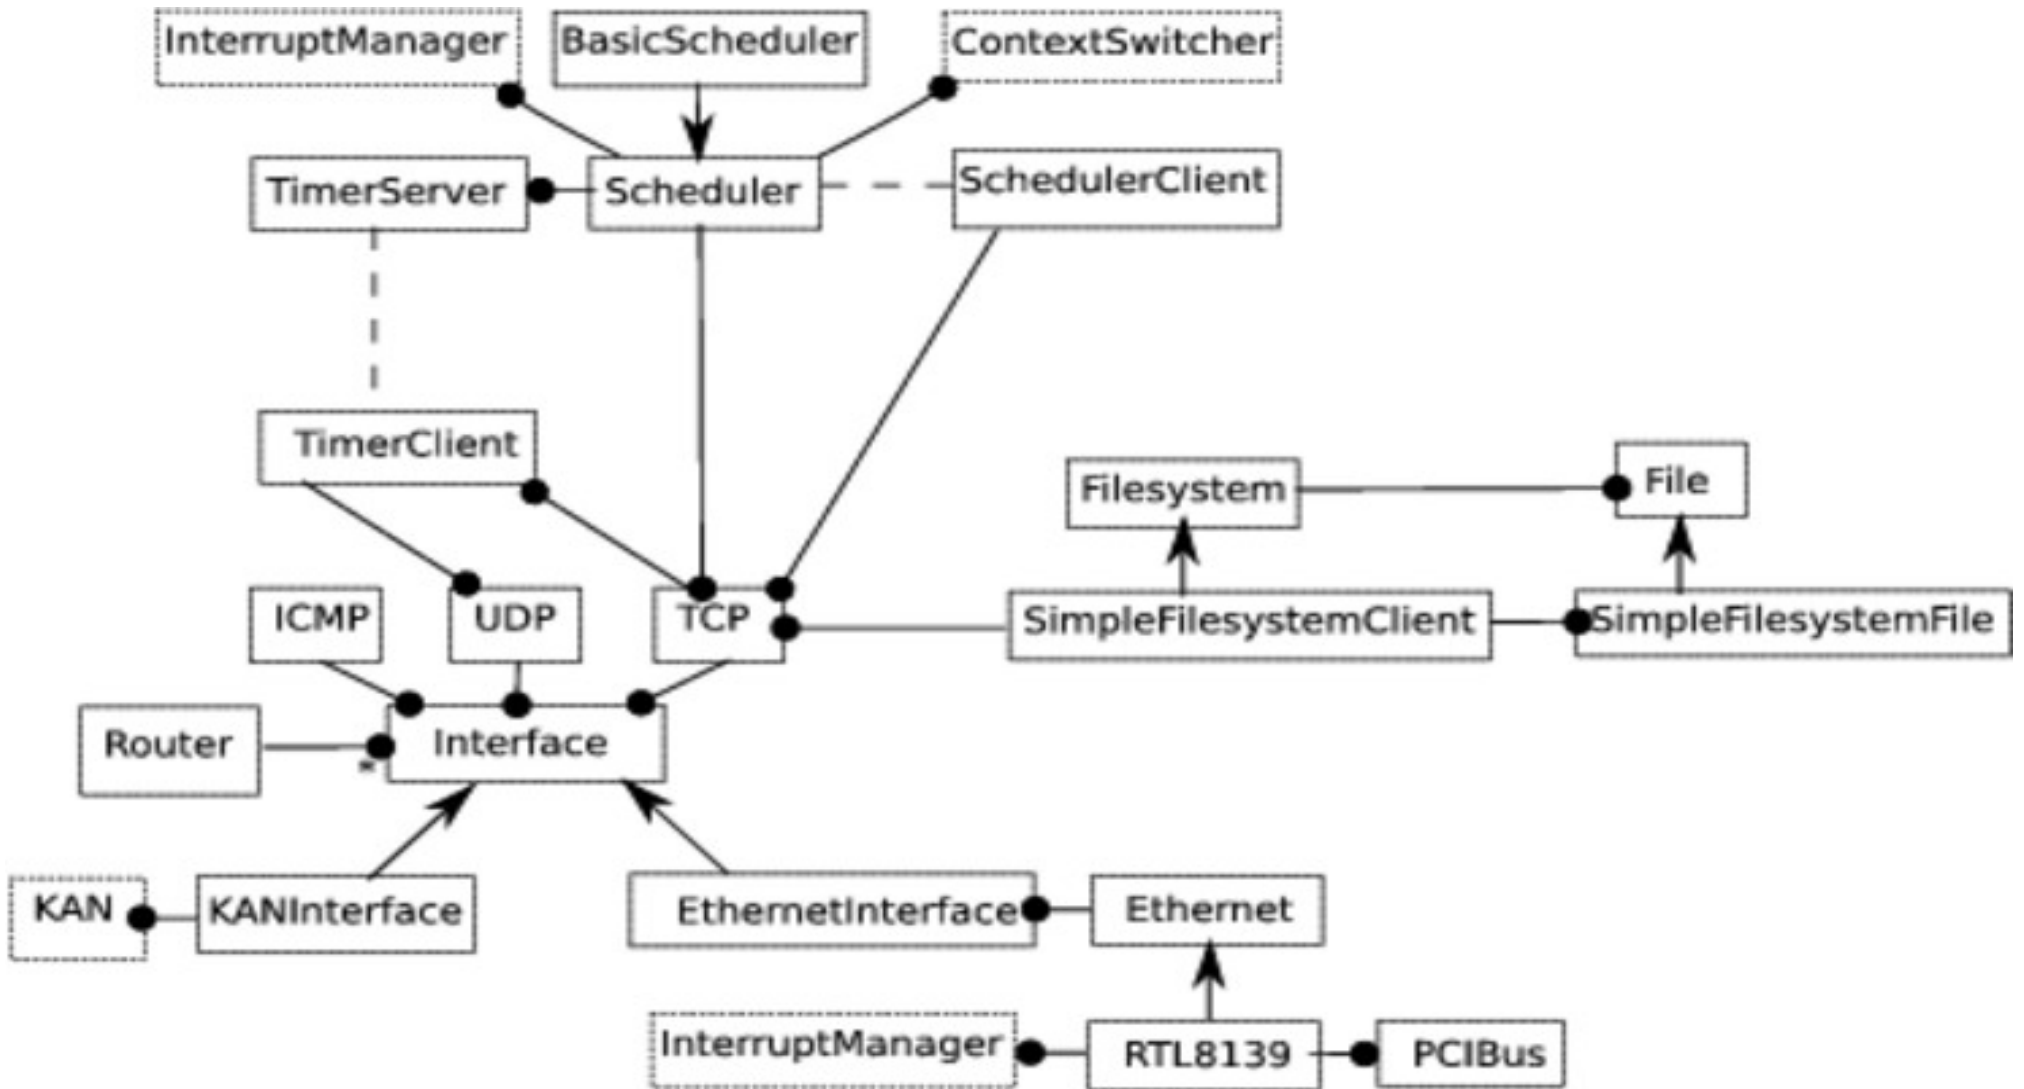 InterruptManager
BasicScheduler
ContextSwitcher
TimerServer
Scheduler
SchedulerClient
TimerClient
Filesystem
File
ICMP
UDP
TCP
SimpleFilesystemClient
SimpleFilesystemFile
Router
Interface
*
KAN
KANInterface
EthernetInterface
Ethernet
InterruptManager
RTL8139
PCIBus